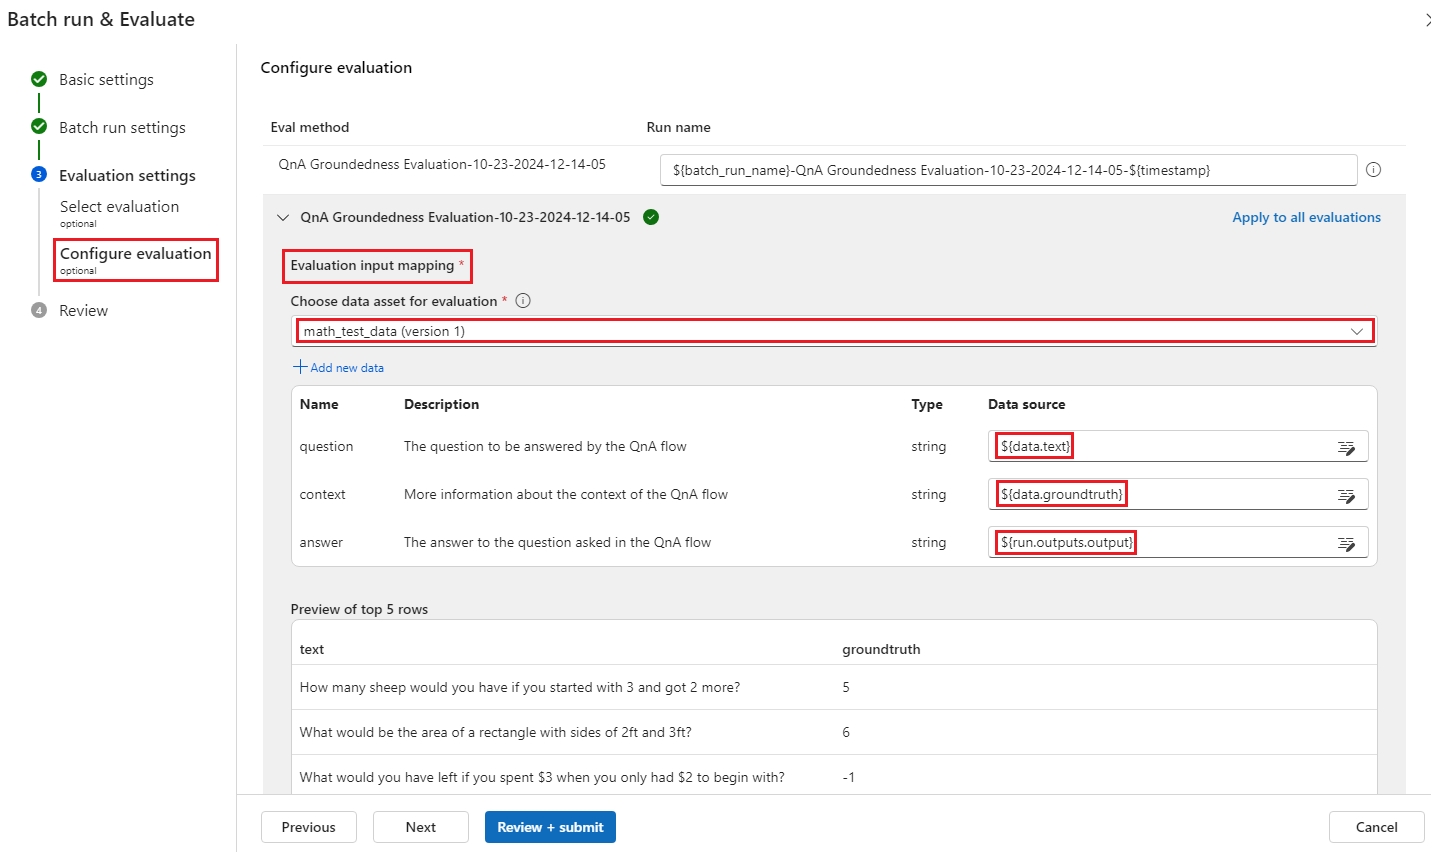 Batch run & Evaluate
Basic settings
Batch run settings
3 Evaluation settings
Select evaluation
optional
Configure evaluation
optional
4 Review
Configure evaluation
Eval method Run name
QnA Groundedness Evaluation-10-23-2024-12-14-05 ${batch_run_name}-QnA Groundedness Evaluation-10-23-2024-12-14-05-${timestamp}
QnA Groundedness Evaluation-10-23-2024-12-14-05 Apply to all evaluations
Evaluation input mapping *
Choose data asset for evaluation *
math_test_data (version 1)
Add new data
Name Description Type Data source
question The question to be answered by the QnA flow string ${data.text}
context More information about the context of the QnA flow string ${data.groundtruth}
answer The answer to the question asked in the QnA flow string ${run.outputs.output}
Preview of top 5 rows
text groundtruth
How many sheep would you have if you started with 3 and got 2 more? 5
What would be the area of a rectangle with sides of 2ft and 3ft? 6
What would you have left if you spent $3 when you only had $2 to begin with? -1
Previous Next Review + submit Cancel